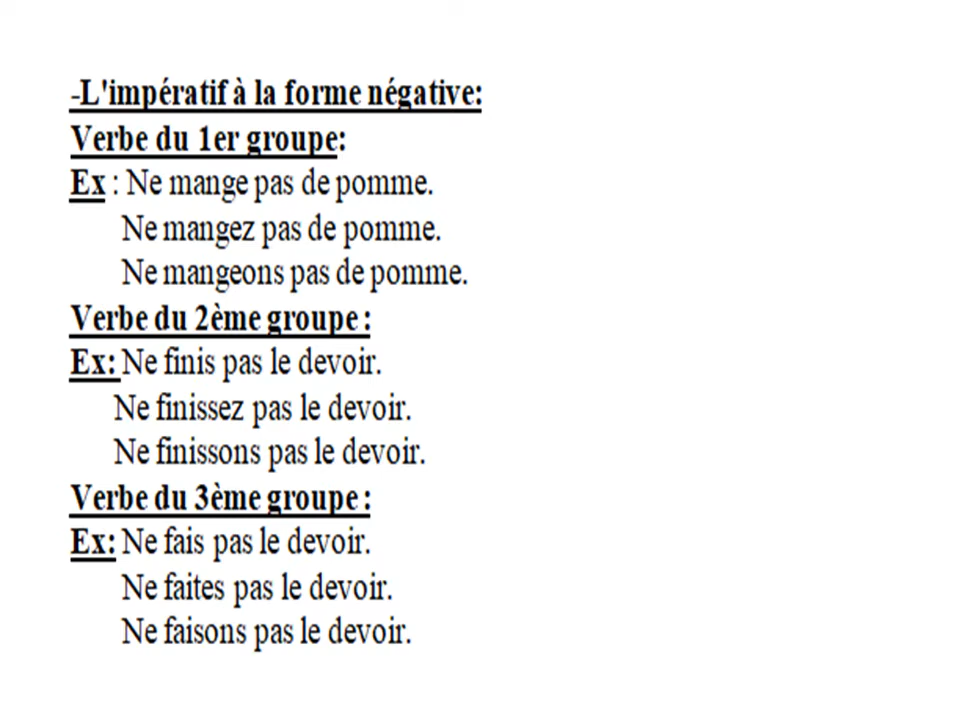 -L'impératif à la forme négative:
Verbe du 1er groupe:
Ex : Ne mange pas de pomme.
Ne mangez pas de pomme.
Ne mangeons pas de pomme.
Verbe du 2ème groupe :
Ex: Ne finis pas le devoir.
Ne finissez pas le devoir.
Ne finissons pas le devoir.
Verbe du 3ème groupe :
Ex: Ne fais pas le devoir.
Ne faites pas le devoir.
Ne faisons pas le devoir.